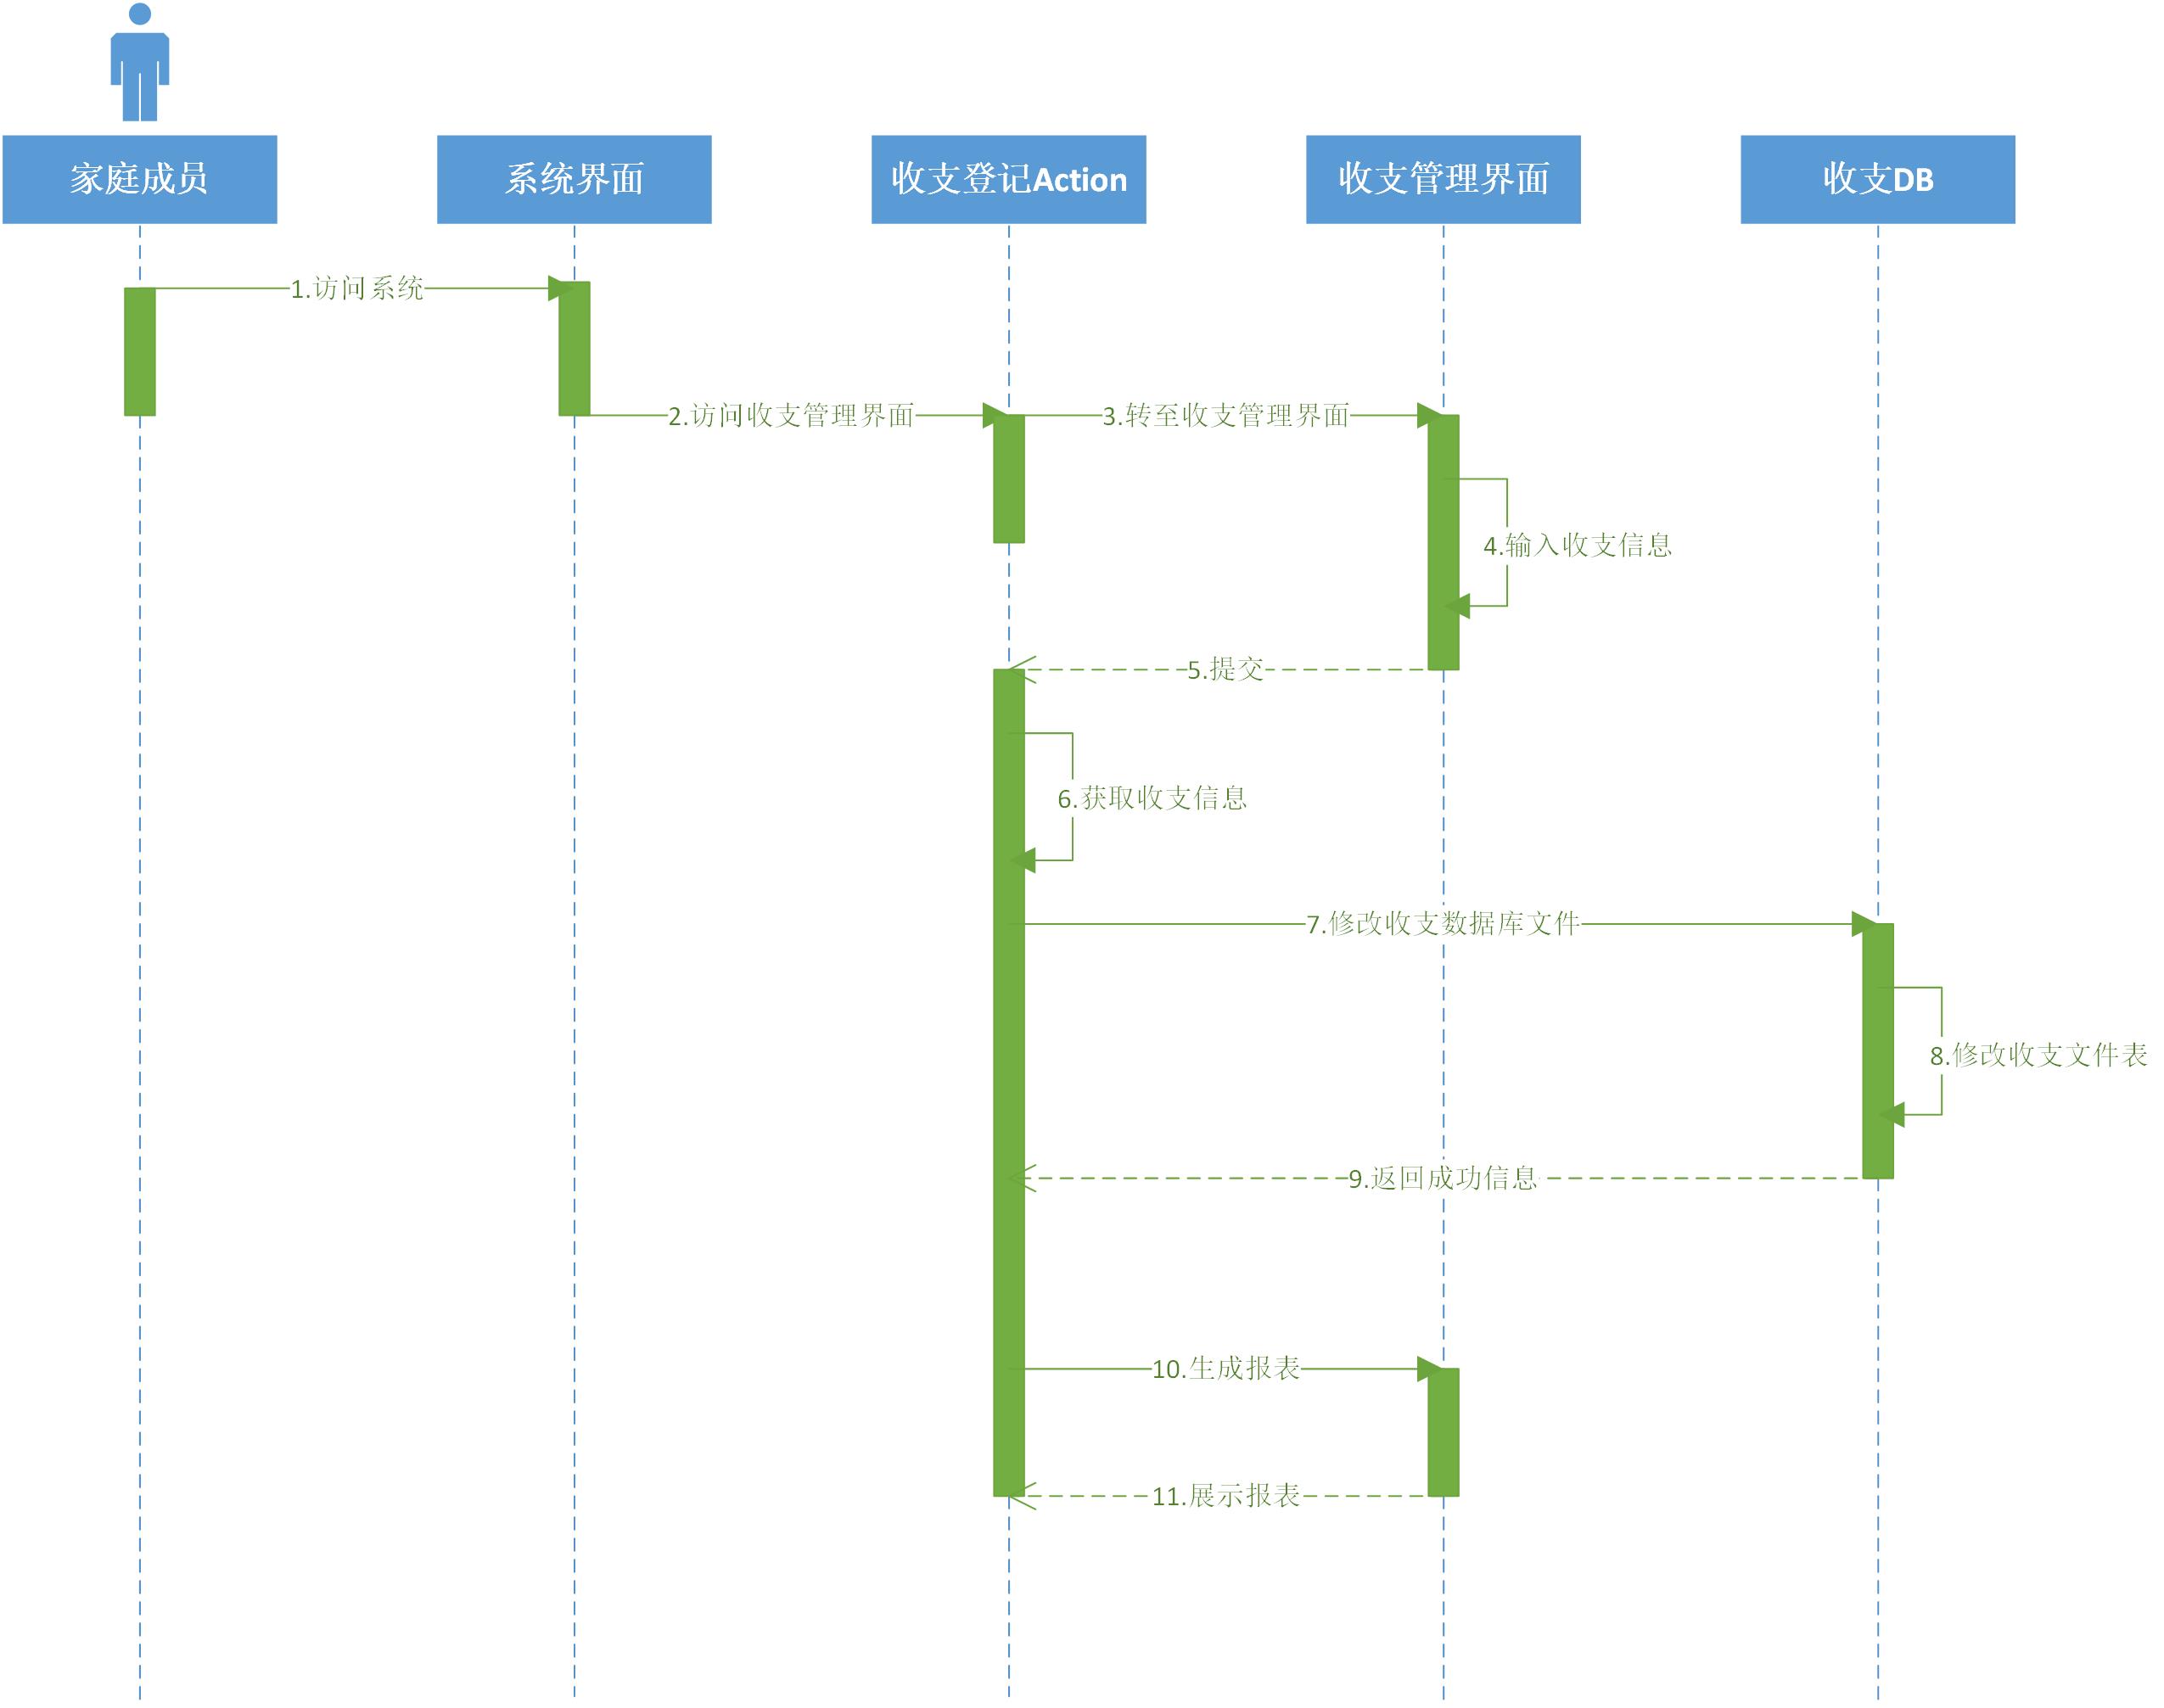 家庭成员
系统界面
收支登记Action
收支管理界面
收支DB
1.访问系统
2.访问收支管理界面
3.转至收支管理界面
4.输入收支信息
5.提交
6.获取收支信息
7.修改收支数据库文件
8.修改收支文件表
9.返回成功信息
10.生成报表
11.展示报表